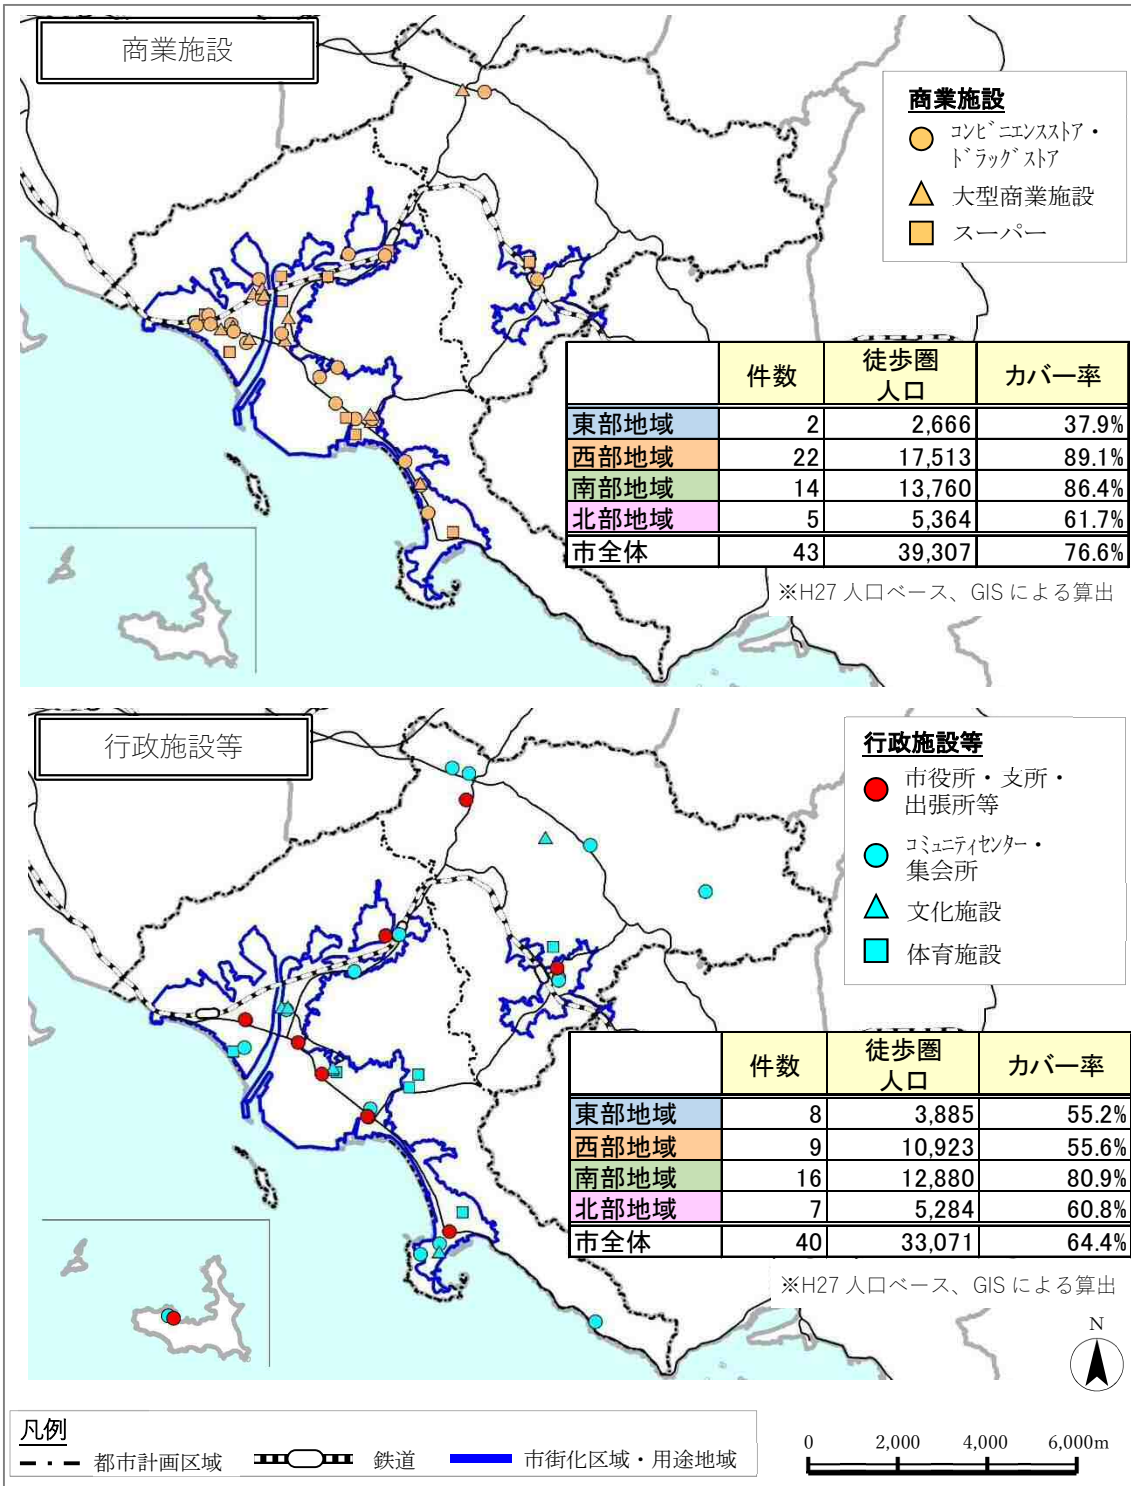 商業施設
商業施設
コンビニエンスストア・
ドラッグストア
大型商業施設
スーパー
件数 徒歩圏人口 カバー率
東部地域 2 2,666 37.9%
西部地域 22 17,513 89.1%
南部地域 14 13,760 86.4%
北部地域 5 5,364 61.7%
市全体 43 39,307 76.6%
※H27 人口ベース、GIS による算出
行政施設等
行政施設等
市役所・支所・
出張所等
コミュニティセンター・
集会所
文化施設
体育施設
件数 徒歩圏人口 カバー率
東部地域 8 3,885 55.2%
西部地域 9 10,923 55.6%
南部地域 16 12,880 80.9%
北部地域 7 5,284 60.8%
市全体 40 33,071 64.4%
※H27 人口ベース、GIS による算出
N
凡例
都市計画区域 鉄道 市街化区域・用途地域
0 2,000 4,000 6,000m